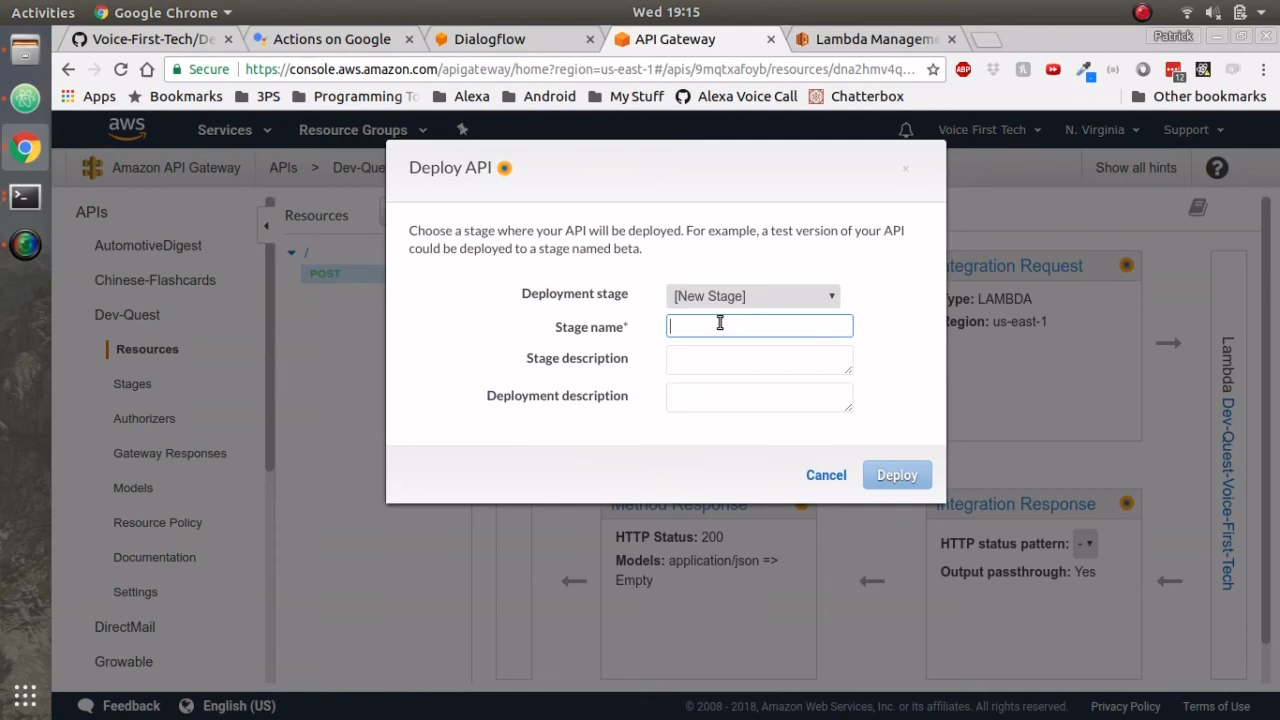 Activities
Google Chrome
Wed 19:15
Voice-First-Tech/De
Actions on Google
Dialogflow
API Gateway
Lambda Managem
Patrick
Secure
https://console.aws.amazon.com/apigateway/home?region=us-east-1#/apis/9mqtxafoyb/resources/dna2hmv4q...
ABP
12
Apps
Bookmarks
3PS
Programming To
Alexa
Android
My Stuff
Alexa Voice Call
Chatterbox
Other bookmarks
aws
Services
Resource Groups
Voice First Tech
N. Virginia
Support
Amazon API Gateway
APIs
>
Dev-Que
Show all hints
?
APIs
AutomotiveDigest
Chinese-Flashcards
Dev-Quest
Resources
Stages
Authorizers
Gateway Responses
Models
Resource Policy
Documentation
Settings
DirectMail
Growable
Resources
/
POST
Deploy API
Choose a stage where your API will be deployed. For example, a test version of your API
could be deployed to a stage named beta.
Deployment stage
[New Stage]
Stage name*
Stage description
Deployment description
Cancel
Deploy
ntegration Request
ype: LAMBDA
egion: us-east-1
Lambda Dev-Quest-Voice-First-Tech
Method Response
HTTP Status: 200
Models: application/json =>
Empty
Integration Response
HTTP status pattern: -
Output passthrough: Yes
Feedback
English (US)
© 2008 - 2018, Amazon Web Services, Inc. or its affiliates. All rights reserved.
Privacy Policy
Terms of Use